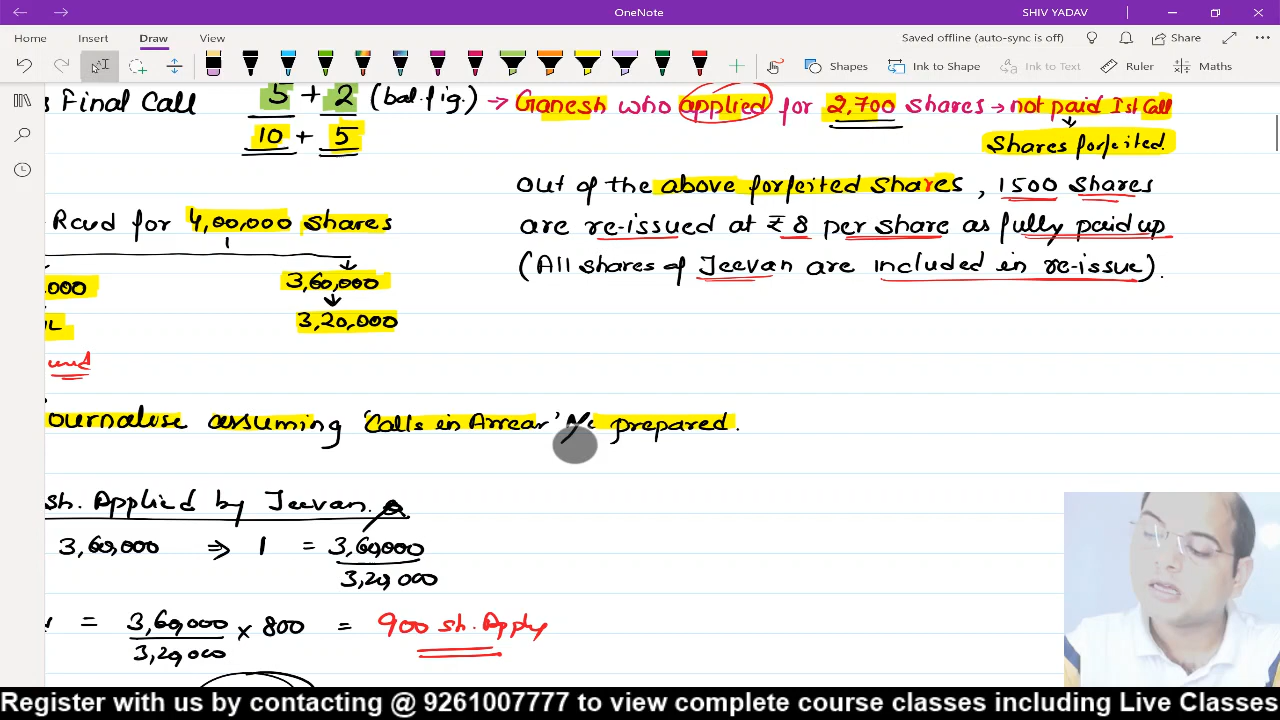 OneNote
SHIV YADAV
Home Insert Draw View
Saved offline (auto-sync is off)
Share
Shapes
Ink to Shape
Ink to Text
Ruler
Maths
s Final Call 5 + 2 (bal.fig.)
10 + 5
→ Ganesh who applied for 2,700 shares → not paid Ist Call
↓
Shares forfeited.
Out of the above forfeited shares, 1500 shares
are re-issued at ₹ 8 per share as fully paid up
(All shares of Jeevan are included in re-issue).
Rcvd for 4,00,000 shares
000
3,60,000
↓
3,20,000
ournalise assuming 'Calls in Arrear' A/c prepared.
sh. Applied by Jeevan.
3,60,000 ⇒ 1 = 3,60,000
3,20,000
= 3,60,000 × 800 = 900 sh. Apply
3,20,000
Register with us by contacting @ 9261007777 to view complete course classes including Live Classes